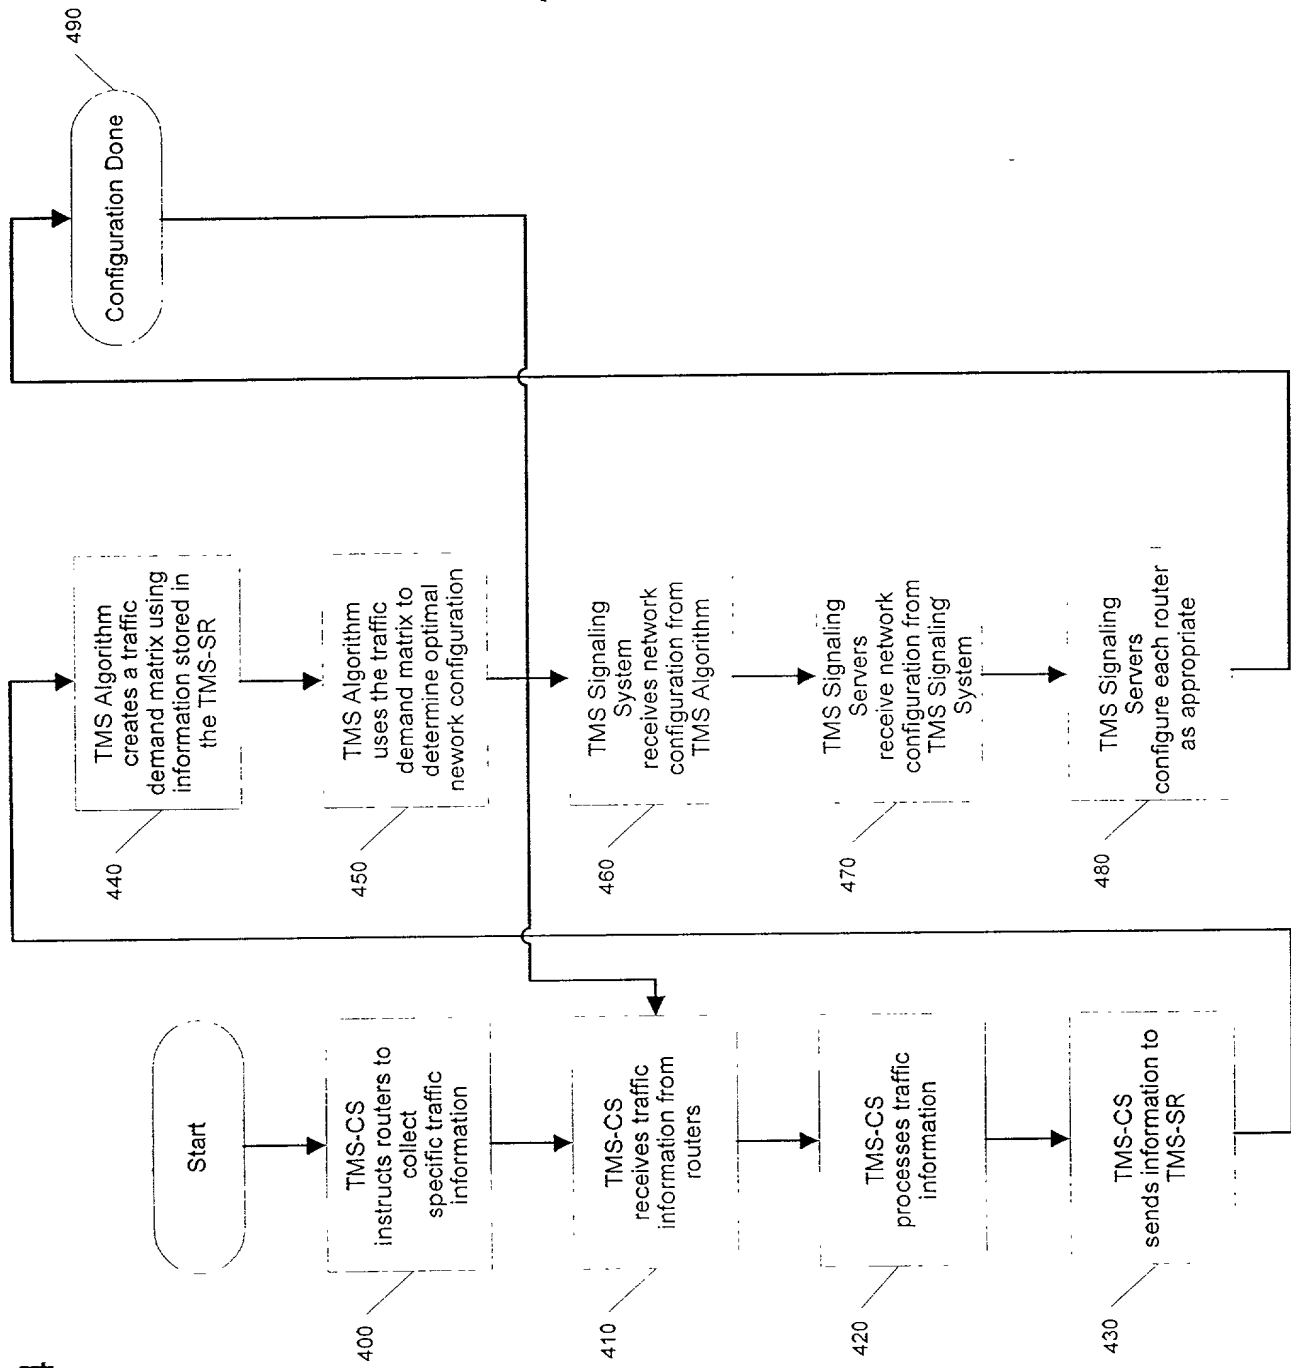 Start
TMS-CS
instructs routers to
collect
specific traffic
information
400
TMS-CS
receives traffic
information from
routers
410
TMS-CS
processes traffic
information
420
TMS-CS
sends information to
TMS-SR
430
TMS Algorithm
creates a traffic
demand matrix using
information stored in
the TMS-SR
440
TMS Algorithm
uses the traffic
demand matrix to
determine optimal
network configuration
450
TMS Signaling
System
receives network
configuration from
TMS Algorithm
460
TMS Signaling
Servers
receive network
configuration from
TMS Signaling
System
470
TMS Signaling
Servers
configure each router
as appropriate
480
Configuration Done
490